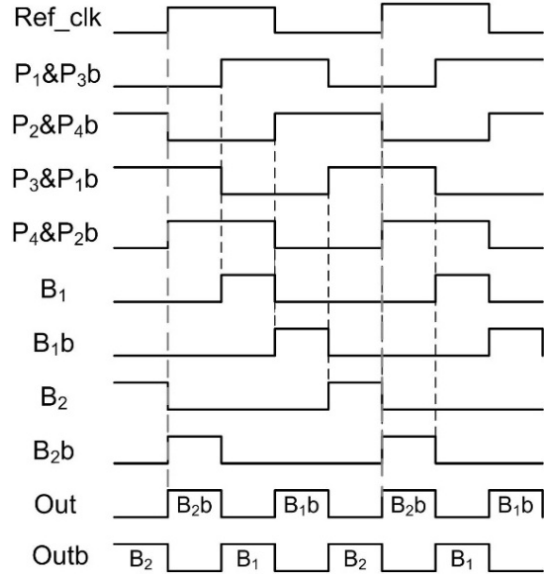 Ref_clk
P₁&P₃b
P₂&P₄b
P₃&P₁b
P₄&P₂b
B₁
B₁b
B₂
B₂b
Out B₂b B₁b B₂b B₁b
Outb B₂ B₁ B₂ B₁